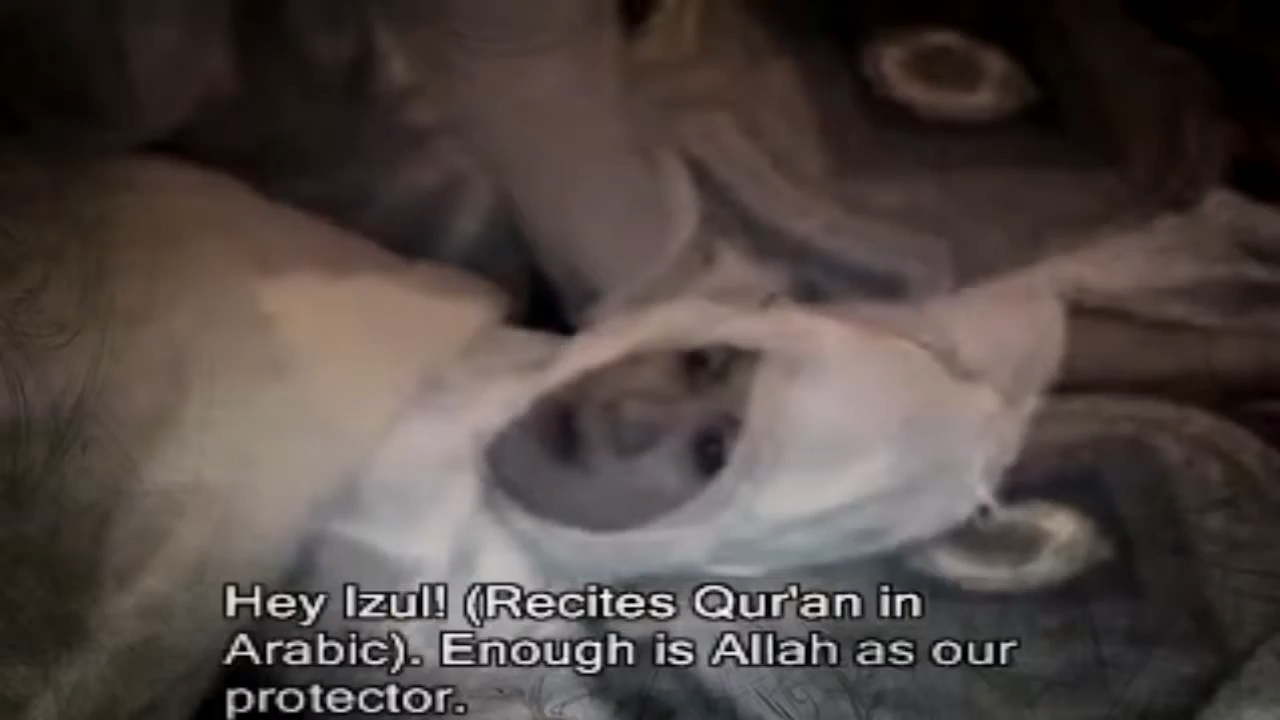 Hey Izul! (Recites Qur'an in
Arabic). Enough is Allah as our
protector.